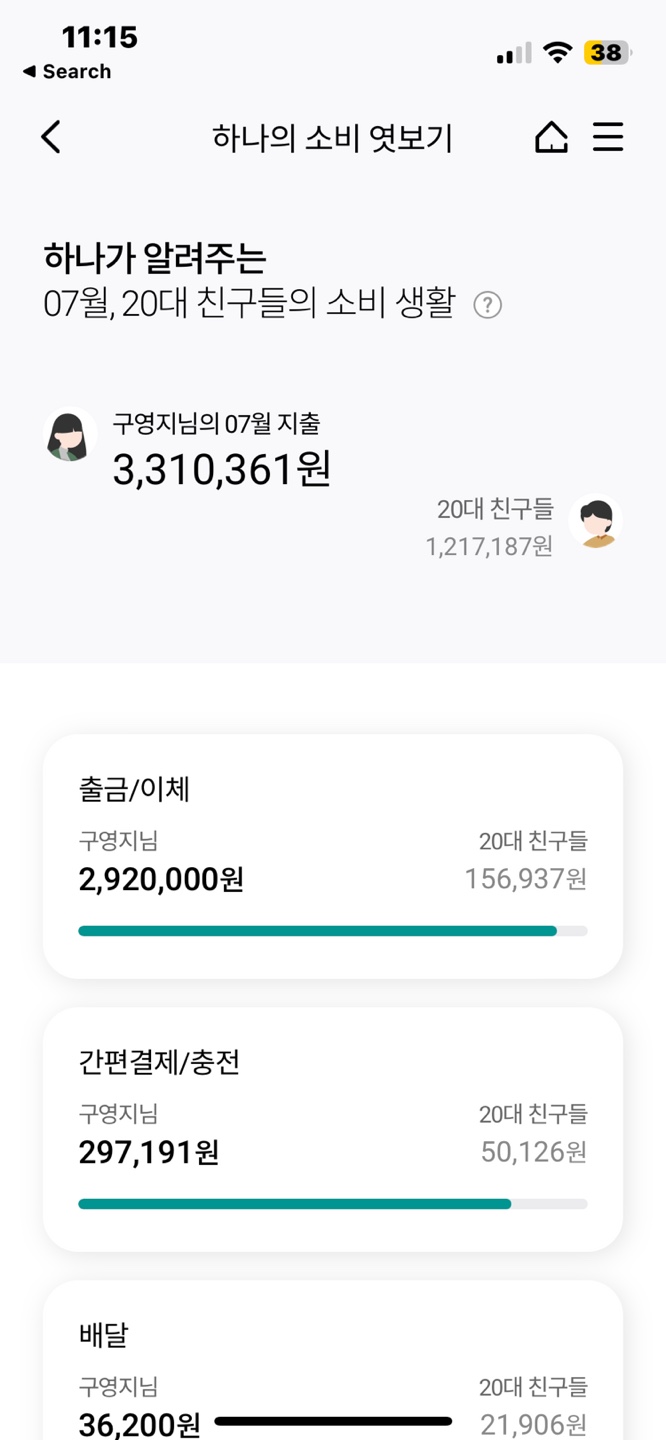 11:15
38
◀ Search
하나의 소비 엿보기
하나가 알려주는
07월, 20대 친구들의 소비 생활 ?
구영지님의 07월 지출
3,310,361원
20대 친구들
1,217,187원
출금/이체
구영지님 20대 친구들
2,920,000원 156,937원
간편결제/충전
구영지님 20대 친구들
297,191원 50,126원
배달
구영지님 20대 친구들
36,200원 21,906원